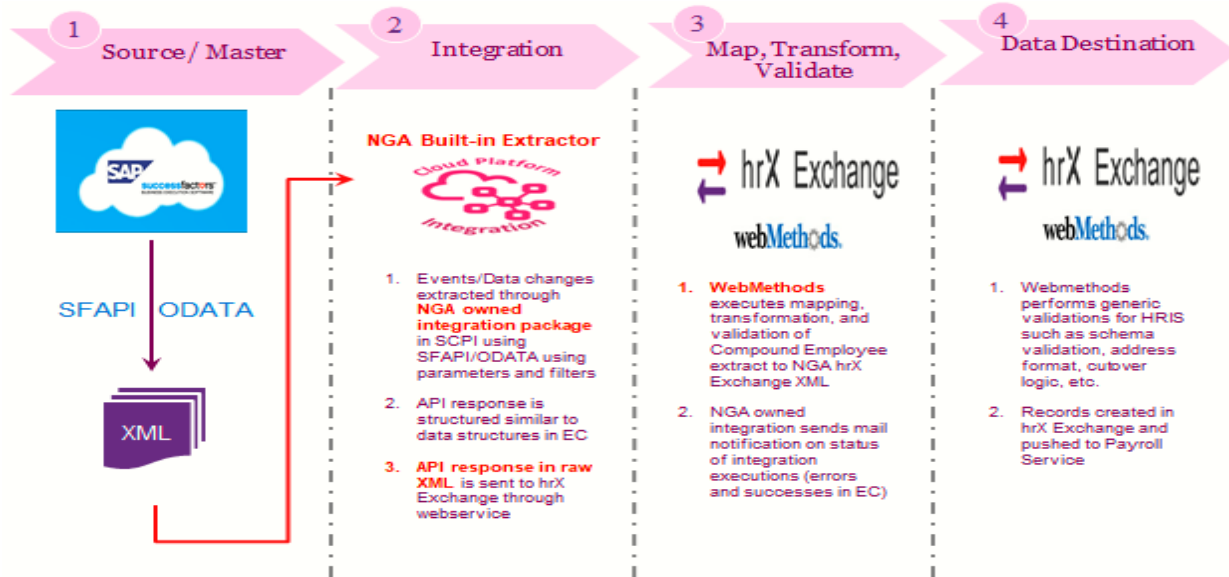 1
Source / Master
2
Integration
3
Map, Transform,
Validate
4
Data Destination
SAP
successfactors™
BUSINESS EXECUTION SOFTWARE
SFAPI ODATA
XML
NGA Built-in Extractor
Cloud Platform
Integration
1. Events/Data changes
extracted through
NGA owned
integration package
in SCPI using
SFAPI/ODATA using
parameters and filters
2. API response is
structured similar to
data structures in EC
3. API response in raw
XML is sent to hrX
Exchange through
webservice
hrX Exchange
webMethods.
1. WebMethods
executes mapping,
transformation, and
validation of
Compound Employee
extract to NGA hrX
Exchange XML
2. NGA owned
integration sends mail
notification on status
of integration
executions (errors
and successes in EC)
hrX Exchange
webMethods.
1. Webmethods
performs generic
validations for HRIS
such as schema
validation, address
format, cutover
logic, etc.
2. Records created in
hrX Exchange and
pushed to Payroll
Service